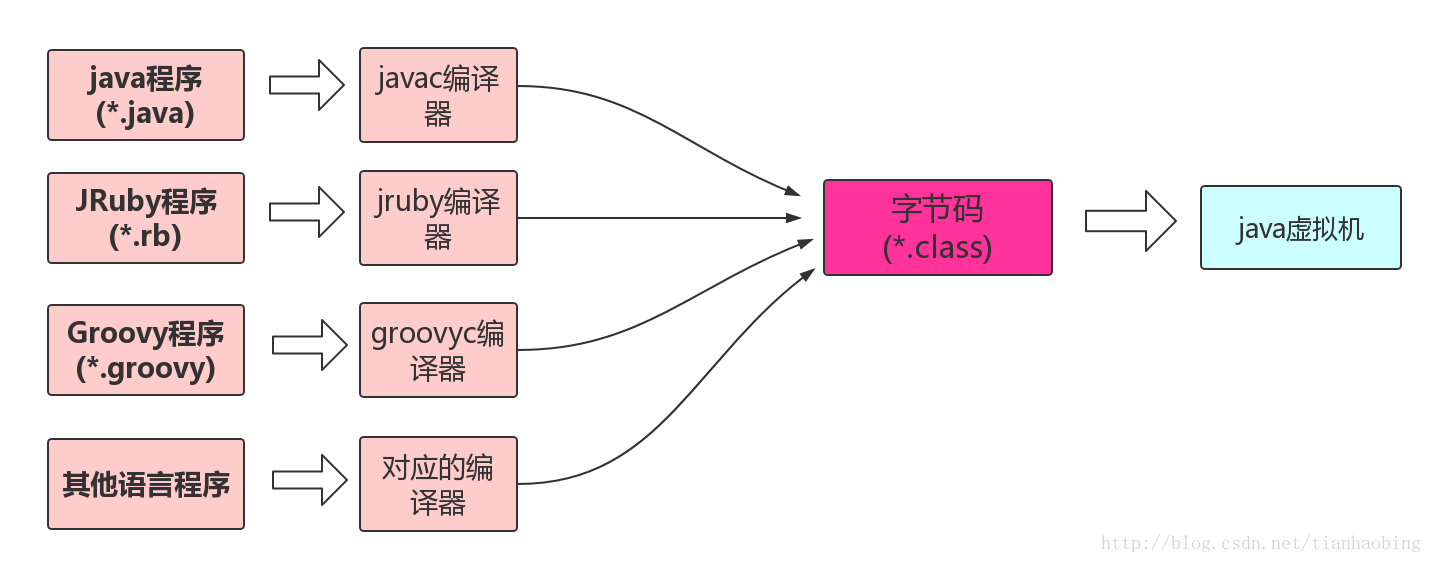 java程序
(*.java)
javac编译
器
JRuby程序
(*.rb)
jruby编译
器
Groovy程序
(*.groovy)
groovyc编
译器
其他语言程序
对应的编
译器
字节码
(*.class)
java虚拟机
http://blog.csdn.net/tianhaobing